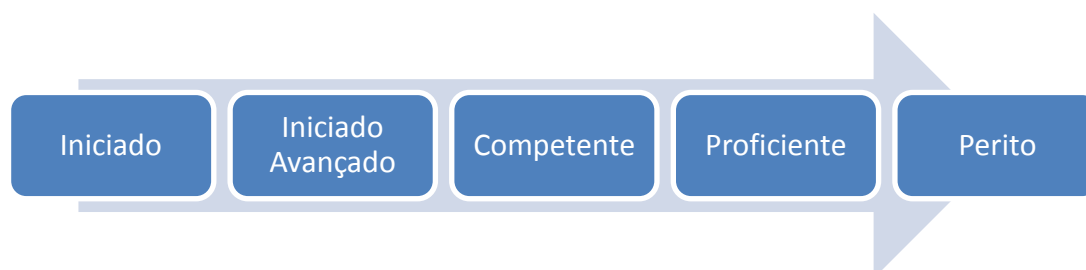 Iniciado
Iniciado
Avançado
Competente
Proficiente
Perito